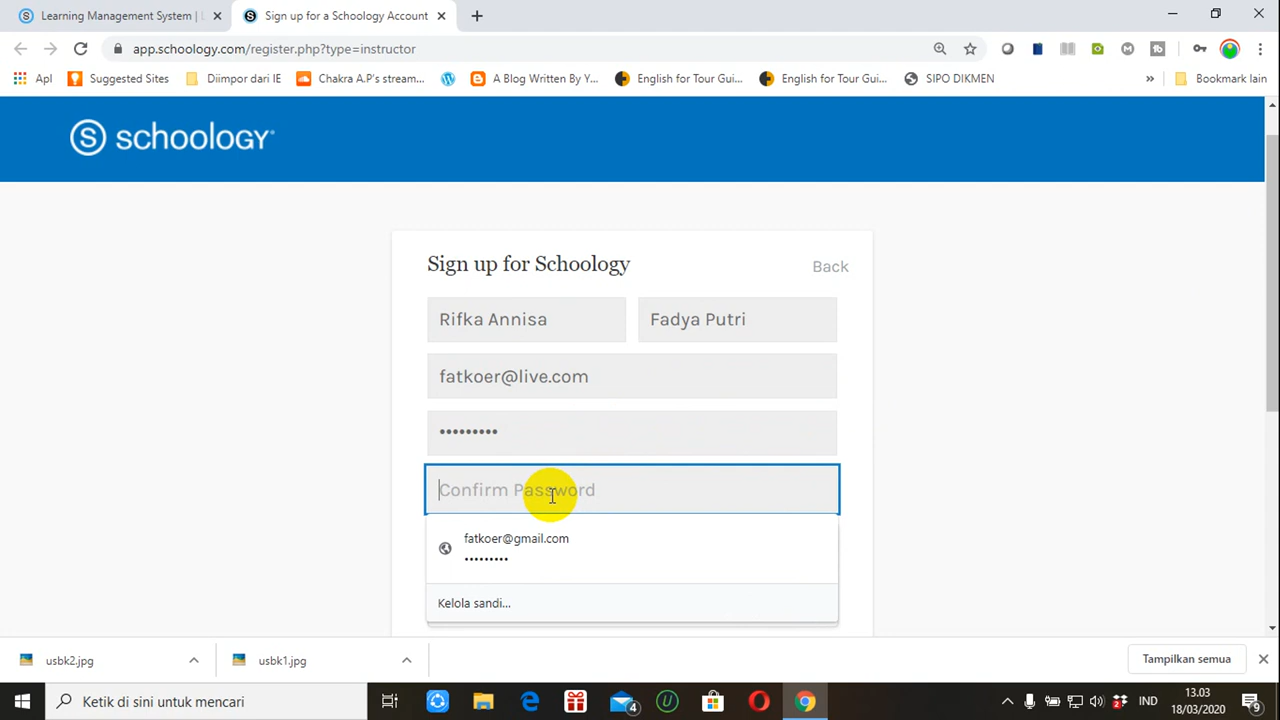 Learning Management System | L
Sign up for a Schoology Account
app.schoology.com/register.php?type=instructor
Apl
Suggested Sites
Diimpor dari IE
Chakra A.P's stream...
A Blog Written By Y...
English for Tour Gui...
English for Tour Gui...
SIPO DIKMEN
»
Bookmark lain
S schoology®
Sign up for Schoology
Back
Rifka Annisa
Fadya Putri
fatkoer@live.com
•••••••••
Confirm Password
fatkoer@gmail.com
•••••••••
Kelola sandi...
usbk2.jpg
usbk1.jpg
Tampilkan semua
Ketik di sini untuk mencari
4
IND
13.03
18/03/2020
9